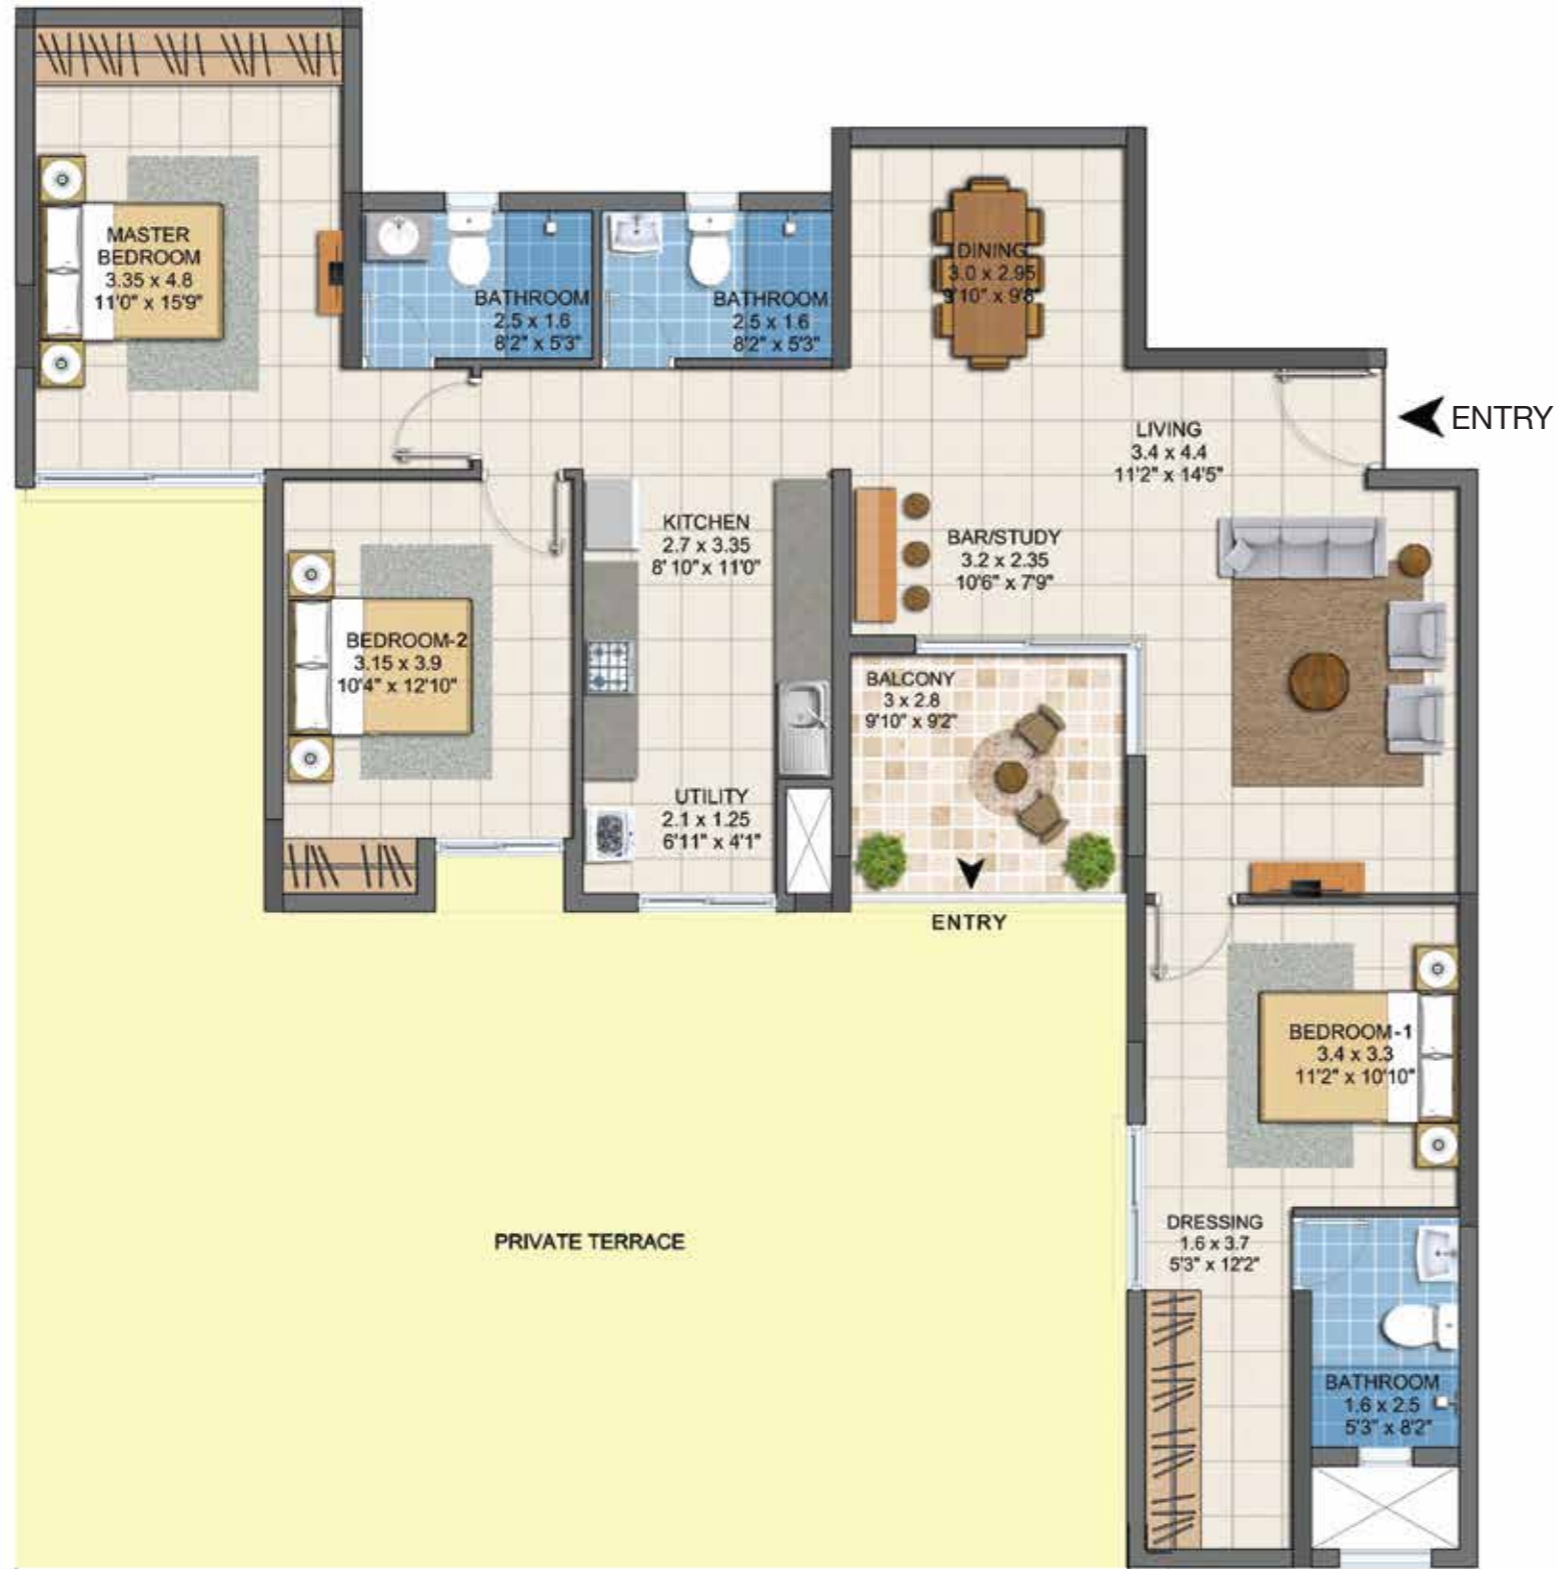 MASTER
BEDROOM
3.35 x 4.8
11'0" x 15'9"
BATHROOM
2.5 x 1.6
8'2" x 5'3"
BATHROOM
2.5 x 1.6
8'2" x 5'3"
DINING
3.0 x 2.95
9'10" x 9'8"
ENTRY
LIVING
3.4 x 4.4
11'2" x 14'5"
KITCHEN
2.7 x 3.35
8' 10" x 11'0"
BAR/STUDY
3.2 x 2.35
10'6" x 7'9"
BEDROOM-2
3.15 x 3.9
10'4" x 12'10"
BALCONY
3 x 2.8
9'10" x 9'2"
UTILITY
2.1 x 1.25
6'11" x 4'1"
ENTRY
BEDROOM-1
3.4 x 3.3
11'2" x 10'10"
PRIVATE TERRACE
DRESSING
1.6 x 3.7
5'3" x 12'2"
BATHROOM
1.6 x 2.5
5'3" x 8'2"